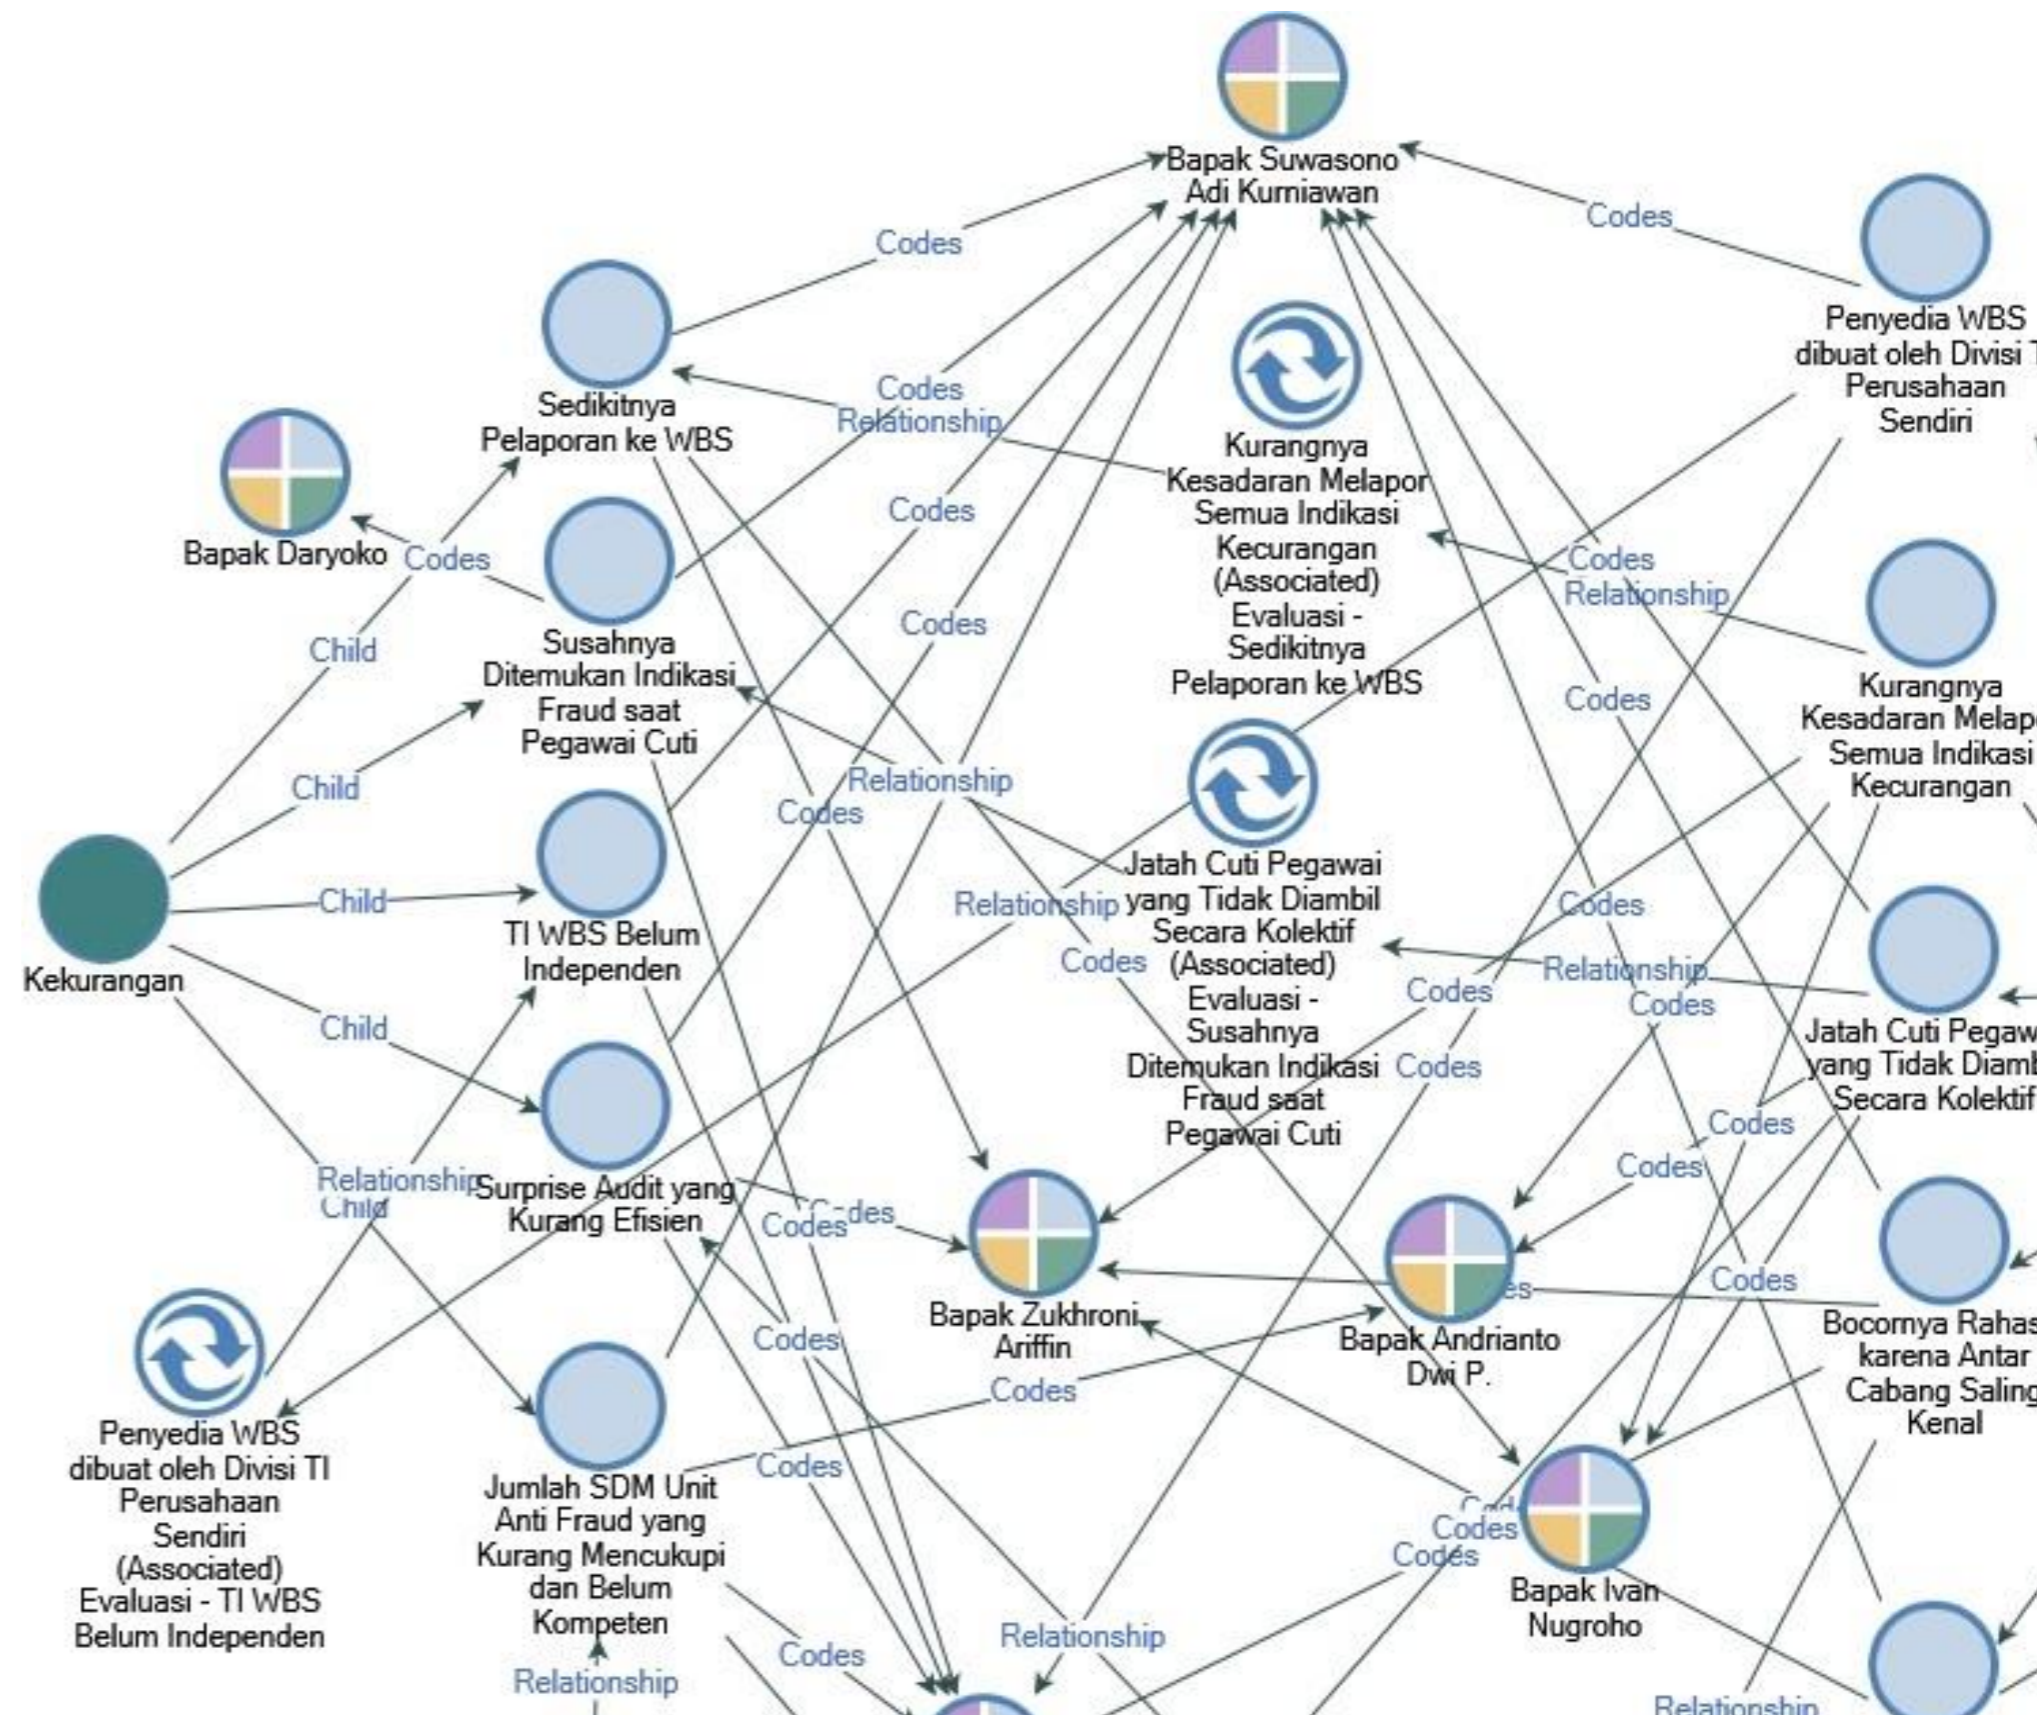 Bapak Suwasono
Adi Kurniawan
Codes
Codes
Penyedia WBS
dibuat oleh Divisi
Perusahaan
Sendiri
Sedikitnya
Pelaporan ke WBS
Codes
Relationship
Kurangnya
Kesadaran Melapor
Semua Indikasi
Kecurangan
(Associated)
Evaluasi -
Sedikitnya
Pelaporan ke WBS
Bapak Daryoko
Codes
Codes
Codes
Relationship
Child
Susahnya
Ditemukan Indikasi
Fraud saat
Pegawai Cuti
Codes
Codes
Kurangnya
Kesadaran
Semua Indikasi
Kecurangan
Child
Relationship
Codes
Jatah Cuti Pegawai
yang Tidak Diambil
Secara Kolektif
(Associated)
Evaluasi -
Susahnya
Ditemukan Indikasi
Fraud saat
Pegawai Cuti
Kekurangan
Child
TI WBS Belum
Independen
Relationship
Codes
Codes
Relationship
Codes
Codes
Codes
Jatah Cuti
yang Tidak
Secara Kolektif
Child
Codes
Codes
Relationship
Child
Surprise Audit yang
Kurang Efisien
Codes
Codes
Codes
Bapak Zukhroni
Ariffin
Bapak Andrianto
Dwi P.
Bocornya
karena Antar
Cabang
Kenal
Codes
Codes
Codes
Penyedia WBS
dibuat oleh Divisi TI
Perusahaan
Sendiri
(Associated)
Evaluasi - TI WBS
Belum Independen
Jumlah SDM Unit
Anti Fraud yang
Kurang Mencukupi
dan Belum
Kompeten
Codes
Codes
Bapak Ivan
Nugroho
Relationship
Codes
Relationship
Relationship